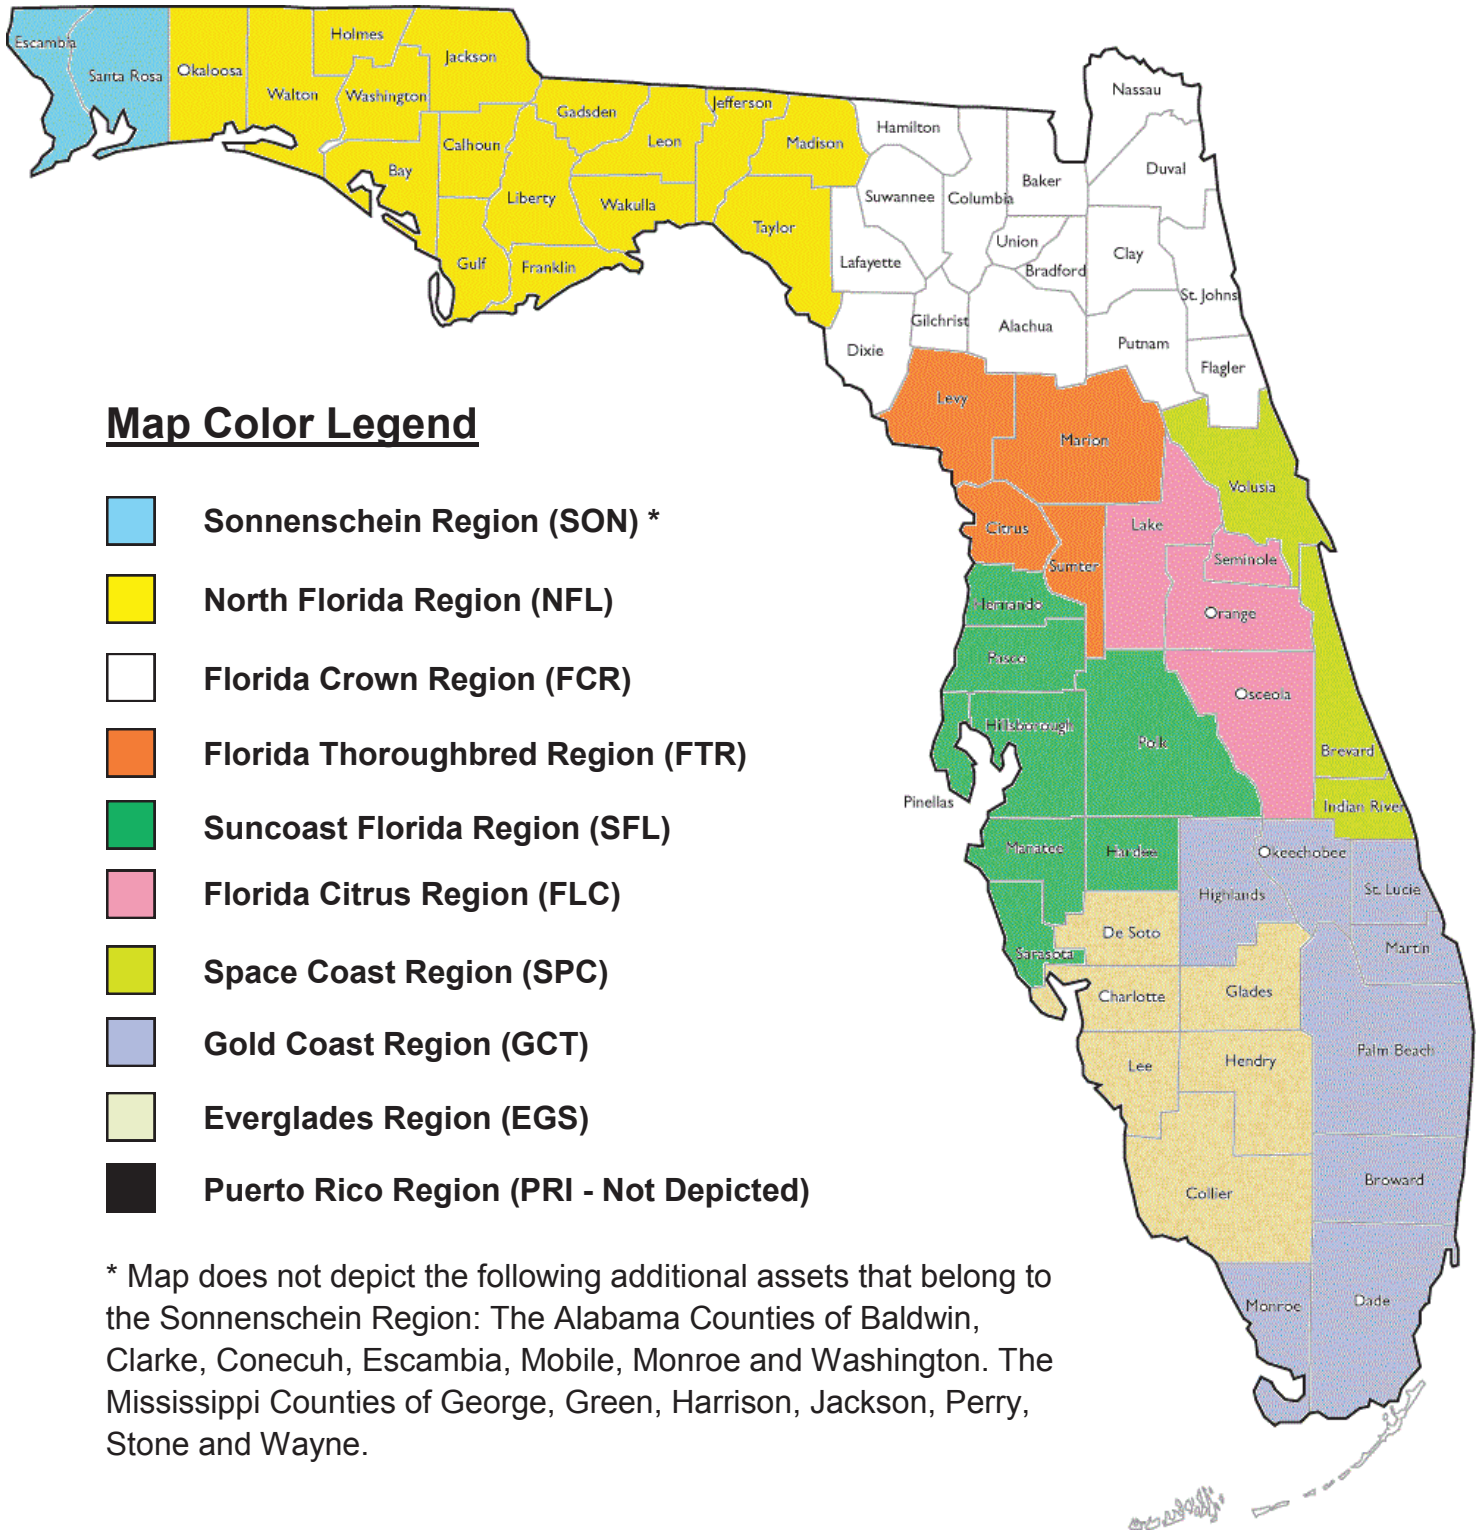 Escambia
Santa Rosa
Okaloosa
Holmes
Walton
Washington
Jackson
Bay
Calhoun
Gulf
Liberty
Franklin
Gadsden
Leon
Wakulla
Jefferson
Madison
Taylor
Hamilton
Suwannee
Lafayette
Dixie
Columbia
Gilchrist
Baker
Union
Bradford
Alachua
Nassau
Duval
Clay
St. Johns
Putnam
Flagler
Levy
Marion
Citrus
Sumter
Lake
Volusia
Seminole
Orange
Osceola
Brevard
Indian River
Hernando
Pasco
Hillsborough
Pinellas
Polk
Manatee
Hardee
Sarasota
De Soto
Highlands
Okeechobee
St. Lucie
Martin
Charlotte
Glades
Lee
Hendry
Palm Beach
Collier
Broward
Monroe
Dade
Map Color Legend
Sonnenschein Region (SON) *
North Florida Region (NFL)
Florida Crown Region (FCR)
Florida Thoroughbred Region (FTR)
Suncoast Florida Region (SFL)
Florida Citrus Region (FLC)
Space Coast Region (SPC)
Gold Coast Region (GCT)
Everglades Region (EGS)
Puerto Rico Region (PRI - Not Depicted)
* Map does not depict the following additional assets that belong to
the Sonnenschein Region: The Alabama Counties of Baldwin,
Clarke, Conecuh, Escambia, Mobile, Monroe and Washington. The
Mississippi Counties of George, Green, Harrison, Jackson, Perry,
Stone and Wayne.